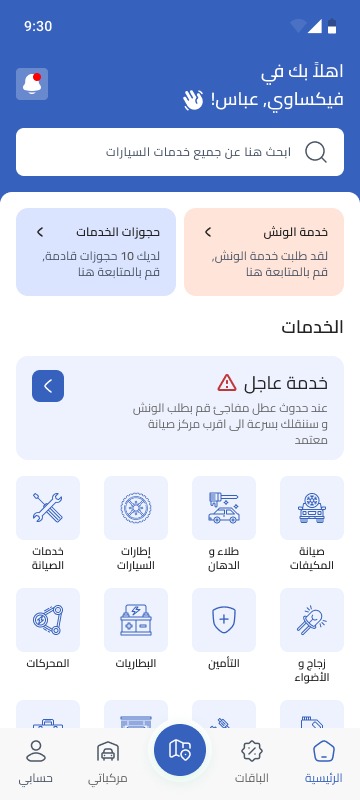 9:30
اهلاً بك في
فيكساوي, عباس!
ابحث هنا عن جميع خدمات السيارات
خدمة الونش
لقد طلبت خدمة الونش,
قم بالمتابعة هنا
حجوزات الخدمات
لديك 10 حجوزات قادمة,
قم بالمتابعة هنا
الخدمات
خدمة عاجل
عند حدوث عطل مفاجئ قم بطلب الونش
و سننقلك بسرعة الى اقرب مركز صيانة
معتمد
صيانة
المكيفات
طلاء و
الدهان
إطارات
السيارات
خدمات
الصيانة
زجاج و
الأضواء
التأمين
البطاريات
المحركات
الرئيسية
الباقات
مركباتي
حسابي